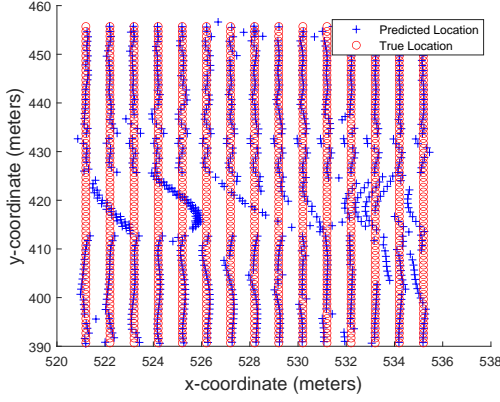 460
450
440
430
420
410
400
390
y-coordinate (meters)
Predicted Location
True Location
520 522 524 526 528 530 532 534 536 538
x-coordinate (meters)